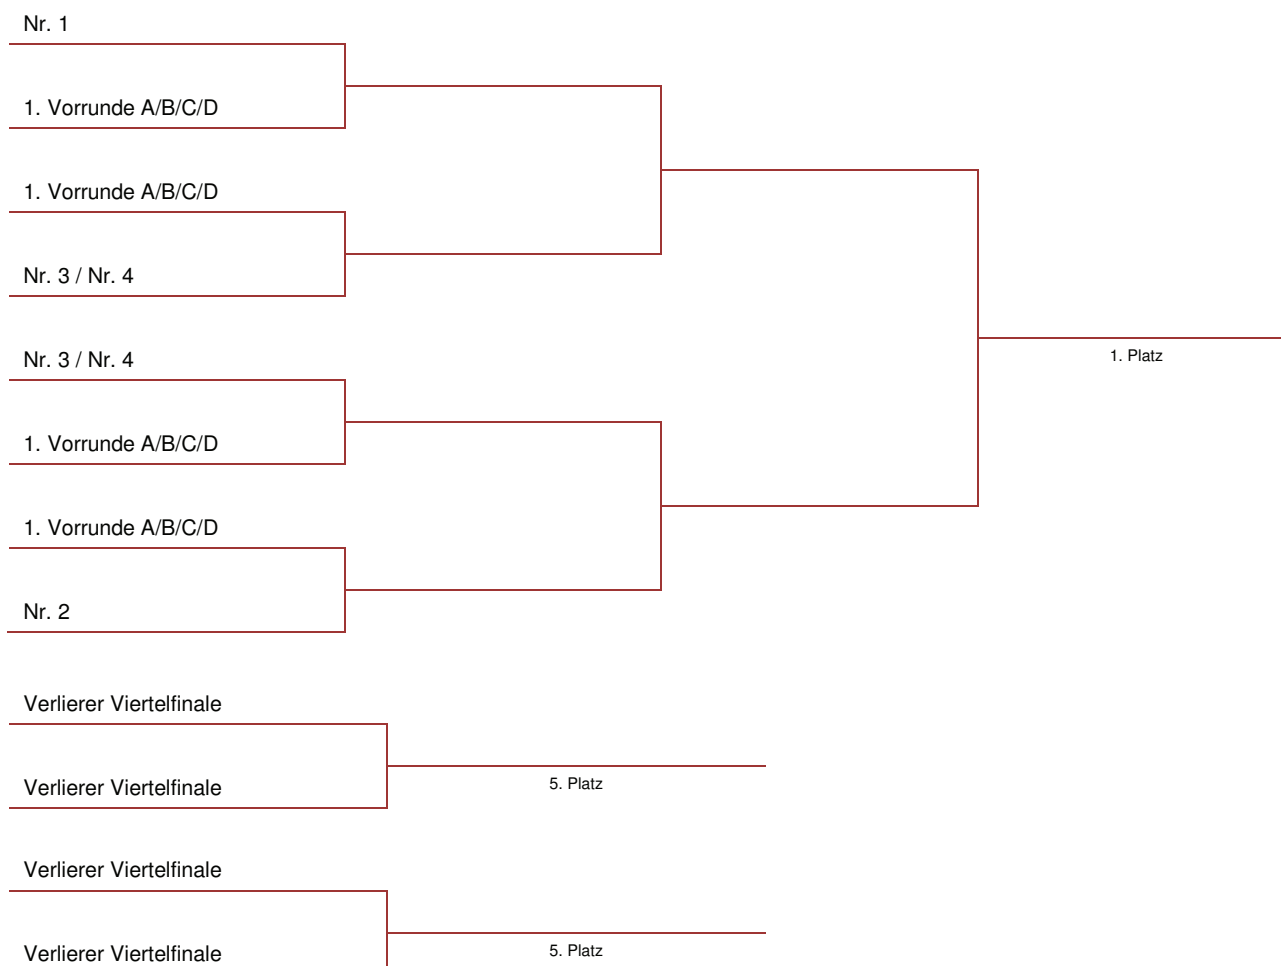 Nr. 1
1. Vorrunde A/B/C/D
1. Vorrunde A/B/C/D
Nr. 3 / Nr. 4
Nr. 3 / Nr. 4
1. Platz
1. Vorrunde A/B/C/D
1. Vorrunde A/B/C/D
Nr. 2
Verlierer Viertelfinale
5. Platz
Verlierer Viertelfinale
Verlierer Viertelfinale
5. Platz
Verlierer Viertelfinale